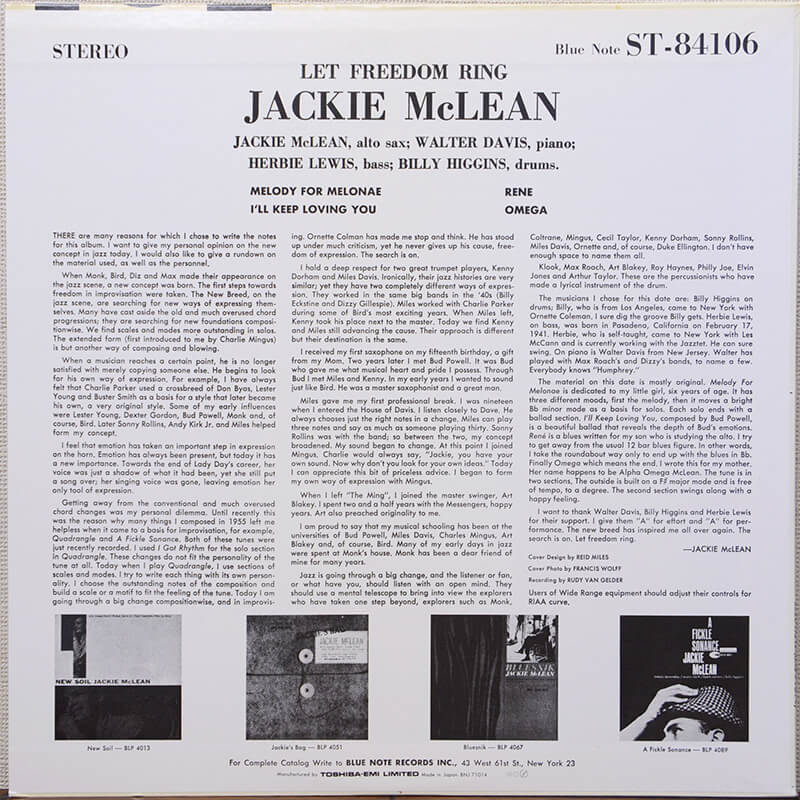 STEREO
Blue Note ST-84106
LET FREEDOM RING
JACKIE McLEAN
JACKIE McLEAN, alto sax; WALTER DAVIS, piano;
HERBIE LEWIS, bass; BILLY HIGGINS, drums.
MELODY FOR MELONAE
I'LL KEEP LOVING YOU
RENE
OMEGA
THERE are many reasons for which I chose to write the notes
for this album. I want to give my personal opinion on the new
concept in jazz today. I would also like to give a rundown on
the material used, as well as the personnel.
When Monk, Bird, Diz and Max made their appearance on
the jazz scene, a new concept was born. The first steps towards
freedom in improvisation were taken. The New Breed, on the
jazz scene, are searching for new ways of expressing them-
selves. Many have cast aside the old and much overused chord
progressions; they are searching for new foundations composi-
tionwise. We find scales and modes more outstanding in solos.
The extended form (first introduced to me by Charlie Mingus)
is but another way of composing and blowing.
When a musician reaches a certain point, he is no longer
satisfied with merely copying someone else. He begins to look
for his own way of expression. For example, I have always
felt that Charlie Parker used a crossbreed of Don Byas, Lester
Young and Buster Smith as a basis for a style that later became
his own, a very original style. Some of my early influences
were Lester Young, Dexter Gordon, Bud Powell, Monk and, of
course, Bird. Later Sonny Rollins, Andy Kirk Jr. and Miles helped
form my concept.
I feel that emotion has taken an important step in expression
on the horn. Emotion has always been present, but today it has
a new importance. Towards the end of Lady Day's career, her
voice was just a shadow of what it had been, yet she still put
a song over; her singing voice was gone, leaving emotion her
only tool of expression.
Getting away from the conventional and much overused
chord changes was my personal dilemma. Until recently this
was the reason why many things I composed in 1955 left me
helpless when it came to a basis for improvisation, for example,
Quadrangle and A Fickle Sonance. Both of these tunes were
just recently recorded. I used I Got Rhythm for the solo section
in Quadrangle. These changes do not fit the personality of the
tune at all. Today when I play Quadrangle, I use sections of
scales and modes. I try to write each thing with its own person-
ality. I choose the outstanding notes of the composition and
build a scale or a motif to fit the feeling of the tune. Today I am
going through a big change compositionwise, and in improvis-
ing. Ornette Colman has made me stop and think. He has stood
up under much criticism, yet he never gives up his cause, free-
dom of expression. The search is on.
I hold a deep respect for two great trumpet players, Kenny
Dorham and Miles Davis. Ironically, their jazz histories are very
similar; yet they have two completely different ways of expres-
sion. They worked in the same big bands in the '40s (Billy
Eckstine and Dizzy Gillespie). Miles worked with Charlie Parker
during some of Bird's most exciting years. When Miles left,
Kenny took his place next to the master. Today we find Kenny
and Miles still advancing the cause. Their approach is different
but their destination is the same.
I received my first saxophone on my fifteenth birthday, a gift
from my Mom. Two years later I met Bud Powell. It was Bud
who gave me what musical heart and pride I possess. Through
Bud I met Miles and Kenny. In my early years I wanted to sound
just like Bird. He was a master saxophonist and a great man.
Miles gave me my first professional break. I was nineteen
when I entered the House of Davis. I listen closely to Dave. He
always chooses just the right notes in a change. Miles can play
three notes and say as much as someone playing thirty. Sonny
Rollins was with the band; so between the two, my concept
broadened. My sound began to change. At this point I joined
Mingus. Charlie would always say, "Jackie, you have your
own sound. Now why don't you look for your own ideas." Today
I can appreciate this bit of priceless advice. I began to form
my own way of expression with Mingus.
When I left "The Ming", I joined the master swinger, Art
Blakey. I spent two and a half years with the Messengers, happy
years. Art also preached originality to me.
I am proud to say that my musical schooling has been at the
universities of Bud Powell, Miles Davis, Charles Mingus, Art
Blakey and, of course, Bird. Many of my early days in jazz
were spent at Monk's house. Monk has been a dear friend of
mine for many years.
Jazz is going through a big change, and the listener or fan,
or what have you, should listen with an open mind. They
should use a mental telescope to bring into view the explorers
who have taken one step beyond, explorers such as Monk,
Coltrane, Mingus, Cecil Taylor, Kenny Dorham, Sonny Rollins,
Miles Davis, Ornette and, of course, Duke Ellington. I don't have
enough space to name them all.
Klook, Max Roach, Art Blakey, Roy Haynes, Philly Joe, Elvin
Jones and Arthur Taylor. These are the percussionists who have
made a lyrical instrument of the drum.
The musicians I chose for this date are: Billy Higgins on
drums; Billy, who is from Los Angeles, came to New York with
Ornette Coleman. I sure dig the groove Billy gets. Herbie Lewis,
on bass, was born in Pasadena, California on February 17,
1941. Herbie, who is self-taught, came to New York with Les
McCann and is currently working with the Jazztet. He can sure
swing. On piano is Walter Davis from New Jersey. Walter has
played with Max Roach's and Dizzy's bands, to name a few.
Everybody knows "Humphrey."
The material on this date is mostly original. Melody For
Melonae is dedicated to my little girl, six years of age. It has
three different moods, first the melody, then it moves a bright
Bb minor mode as a basis for solos. Each solo ends with a
ballad section. I'll Keep Loving You, composed by Bud Powell,
is a beautiful ballad that reveals the depth of Bud's emotions.
René is a blues written for my son who is studying the alto. I try
to get away from the usual 12 bar blues figure. In other words,
I take the roundabout way only to end up with the blues in Bb.
Finally Omega which means the end. I wrote this for my mother.
Her name happens to be Alpha Omega McLean. The tune is in
two sections. The outside is built on a FF major mode and is free
of tempo, to a degree. The second section swings along with a
happy feeling.
I want to thank Walter Davis, Billy Higgins and Herbie Lewis
for their support. I give them "A" for effort and "A" for per-
formance. The new breed has inspired me all over again. The
search is on. Let freedom ring.
—JACKIE McLEAN
Cover Design by REID MILES
Cover Photo by FRANCIS WOLFF
Recording by RUDY VAN GELDER
Users of Wide Range equipment should adjust their controls for
RIAA curve.
NEW SOIL JACKIE McLEAN
JACKIE McLEAN
BLUESNIK
JACKIE McLEAN
A
FICKLE
SONANCE
JACKIE
McLEAN
New Soil — BLP 4013
Jackie's Bag — BLP 4051
Bluesnik — BLP 4067
A Fickle Sonance — BLP 4089
For Complete Catalog Write to BLUE NOTE RECORDS INC., 43 West 61st St., New York 23
Manufactured by TOSHIBA-EMI LIMITED Made in Japan. BNJ 71014